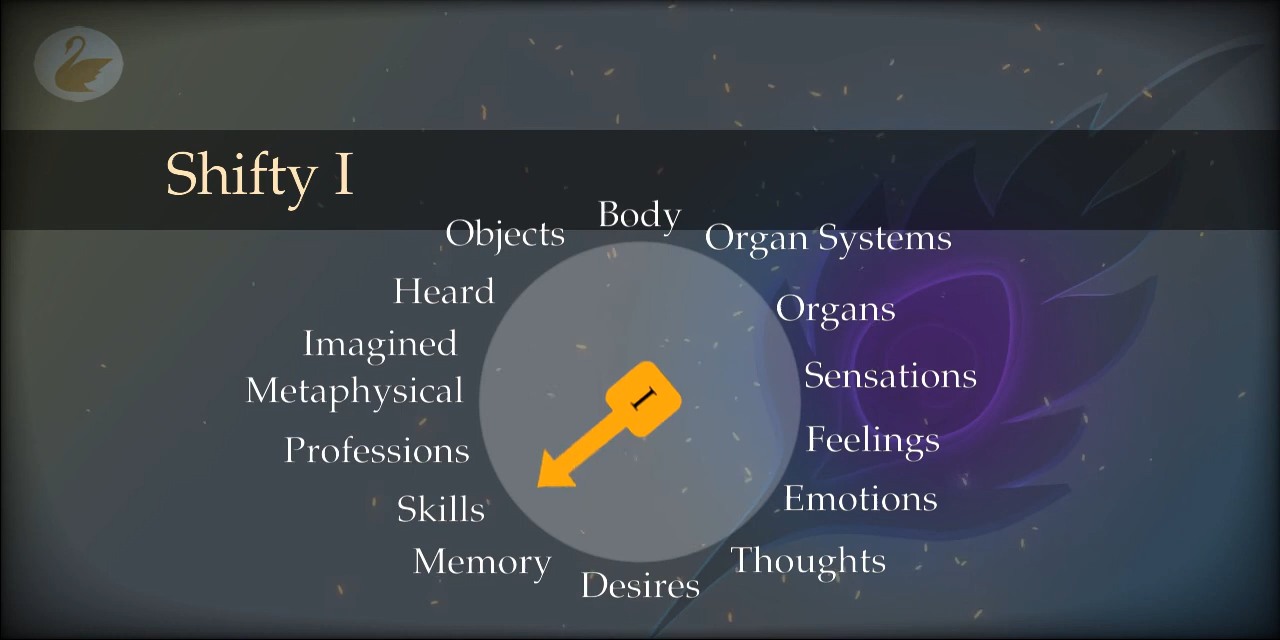 Shifty I
Body
Organ Systems
Organs
Sensations
Feelings
Emotions
Thoughts
Desires
Memory
Skills
Professions
Metaphysical
Imagined
Heard
Objects
I